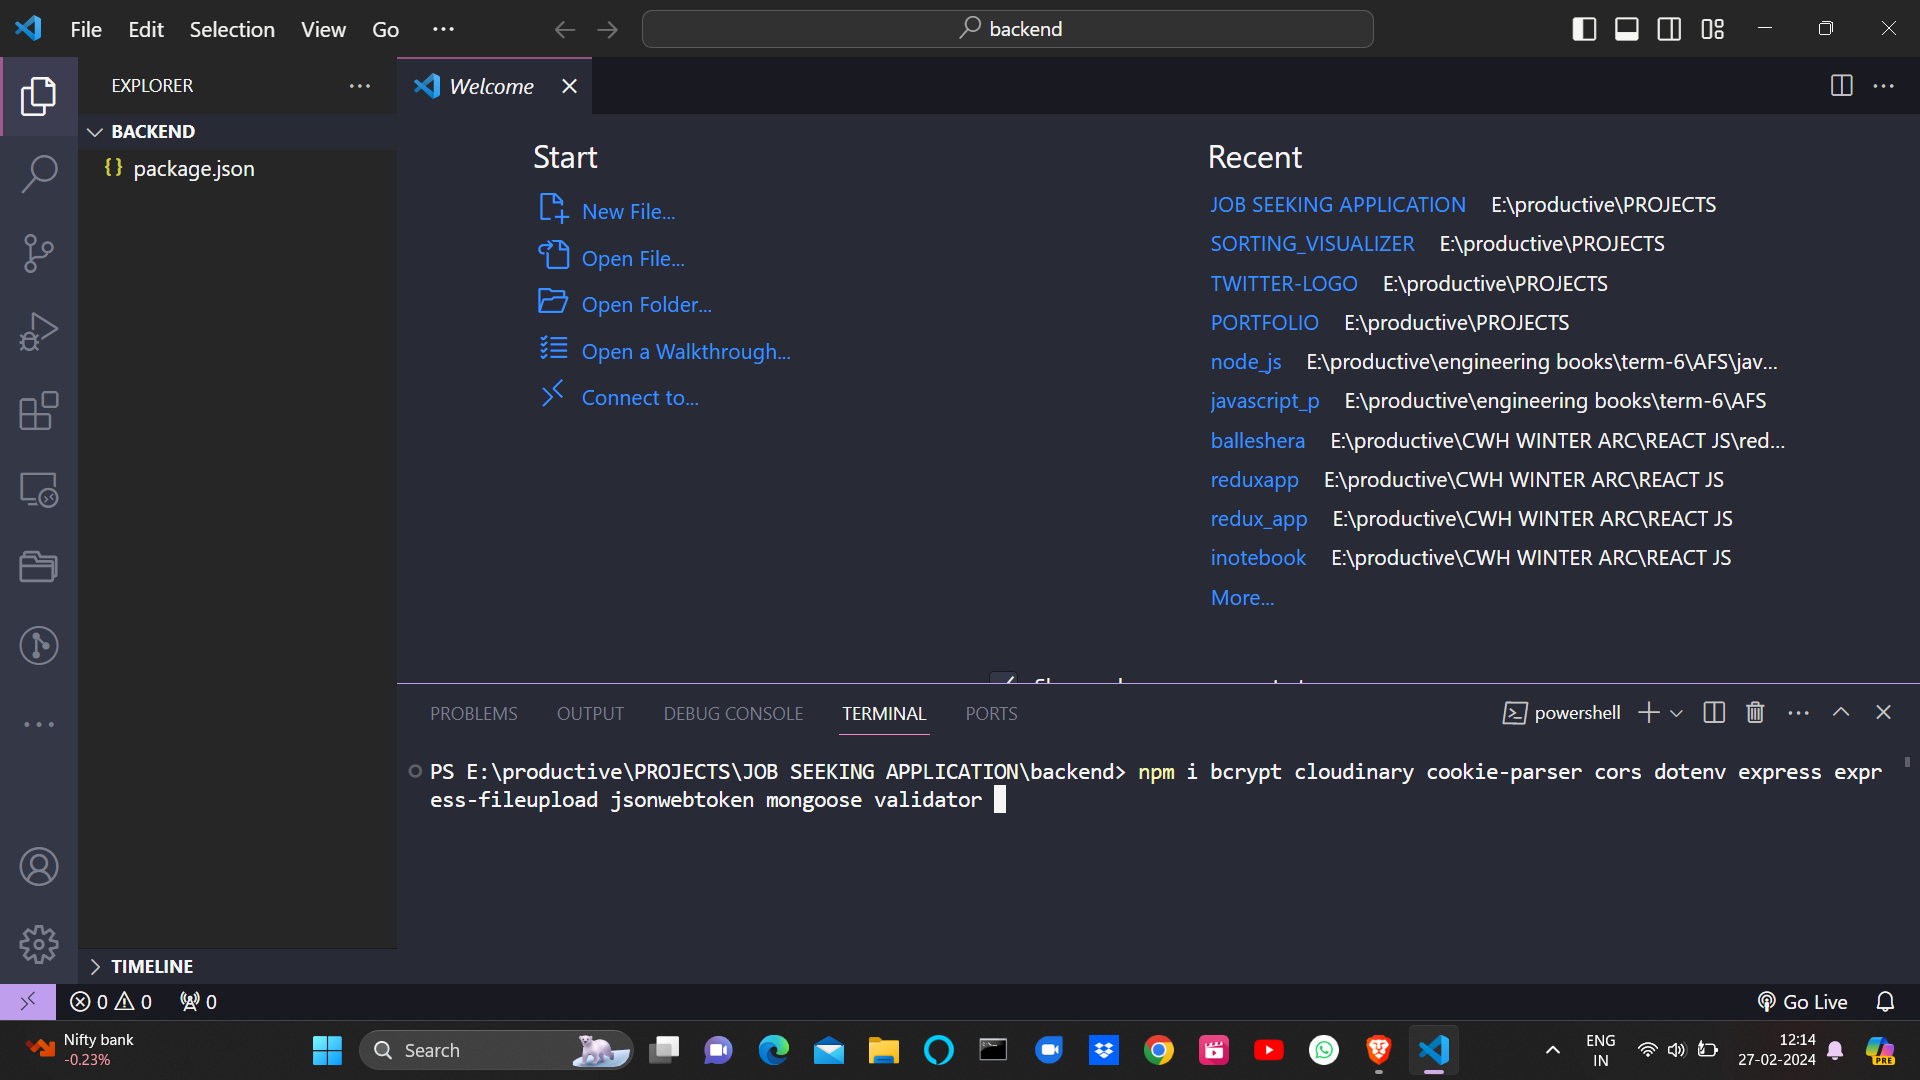 File Edit Selection View Go ··· backend
EXPLORER ··· Welcome
BACKEND
{} package.json
Start
New File...
Open File...
Open Folder...
Open a Walkthrough...
Connect to...
Recent
JOB SEEKING APPLICATION E:\productive\PROJECTS
SORTING_VISUALIZER E:\productive\PROJECTS
TWITTER-LOGO E:\productive\PROJECTS
PORTFOLIO E:\productive\PROJECTS
node_js E:\productive\engineering books\term-6\AFS\jav...
javascript_p E:\productive\engineering books\term-6\AFS
balleshera E:\productive\CWH WINTER ARC\REACT JS\red...
reduxapp E:\productive\CWH WINTER ARC\REACT JS
redux_app E:\productive\CWH WINTER ARC\REACT JS
inotebook E:\productive\CWH WINTER ARC\REACT JS
More...
PROBLEMS OUTPUT DEBUG CONSOLE TERMINAL PORTS powershell
PS E:\productive\PROJECTS\JOB SEEKING APPLICATION\backend> npm i bcrypt cloudinary cookie-parser cors dotenv express expr
ess-fileupload jsonwebtoken mongoose validator
TIMELINE
0 0 0 Go Live
Nifty bank
-0.23%
Search
PRE
ENG
IN
12:14
27-02-2024